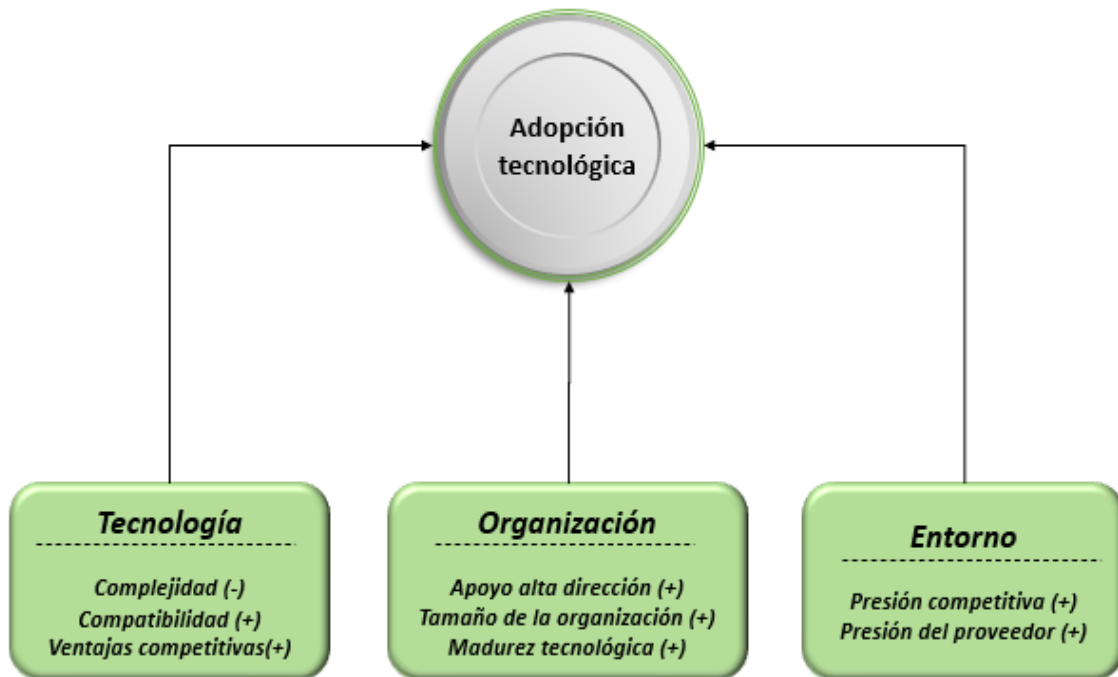 Adopción
tecnológica
Tecnología
Complejidad (-)
Compatibilidad (+)
Ventajas competitivas(+)
Organización
Apoyo alta dirección (+)
Tamaño de la organización (+)
Madurez tecnológica (+)
Entorno
Presión competitiva (+)
Presión del proveedor (+)